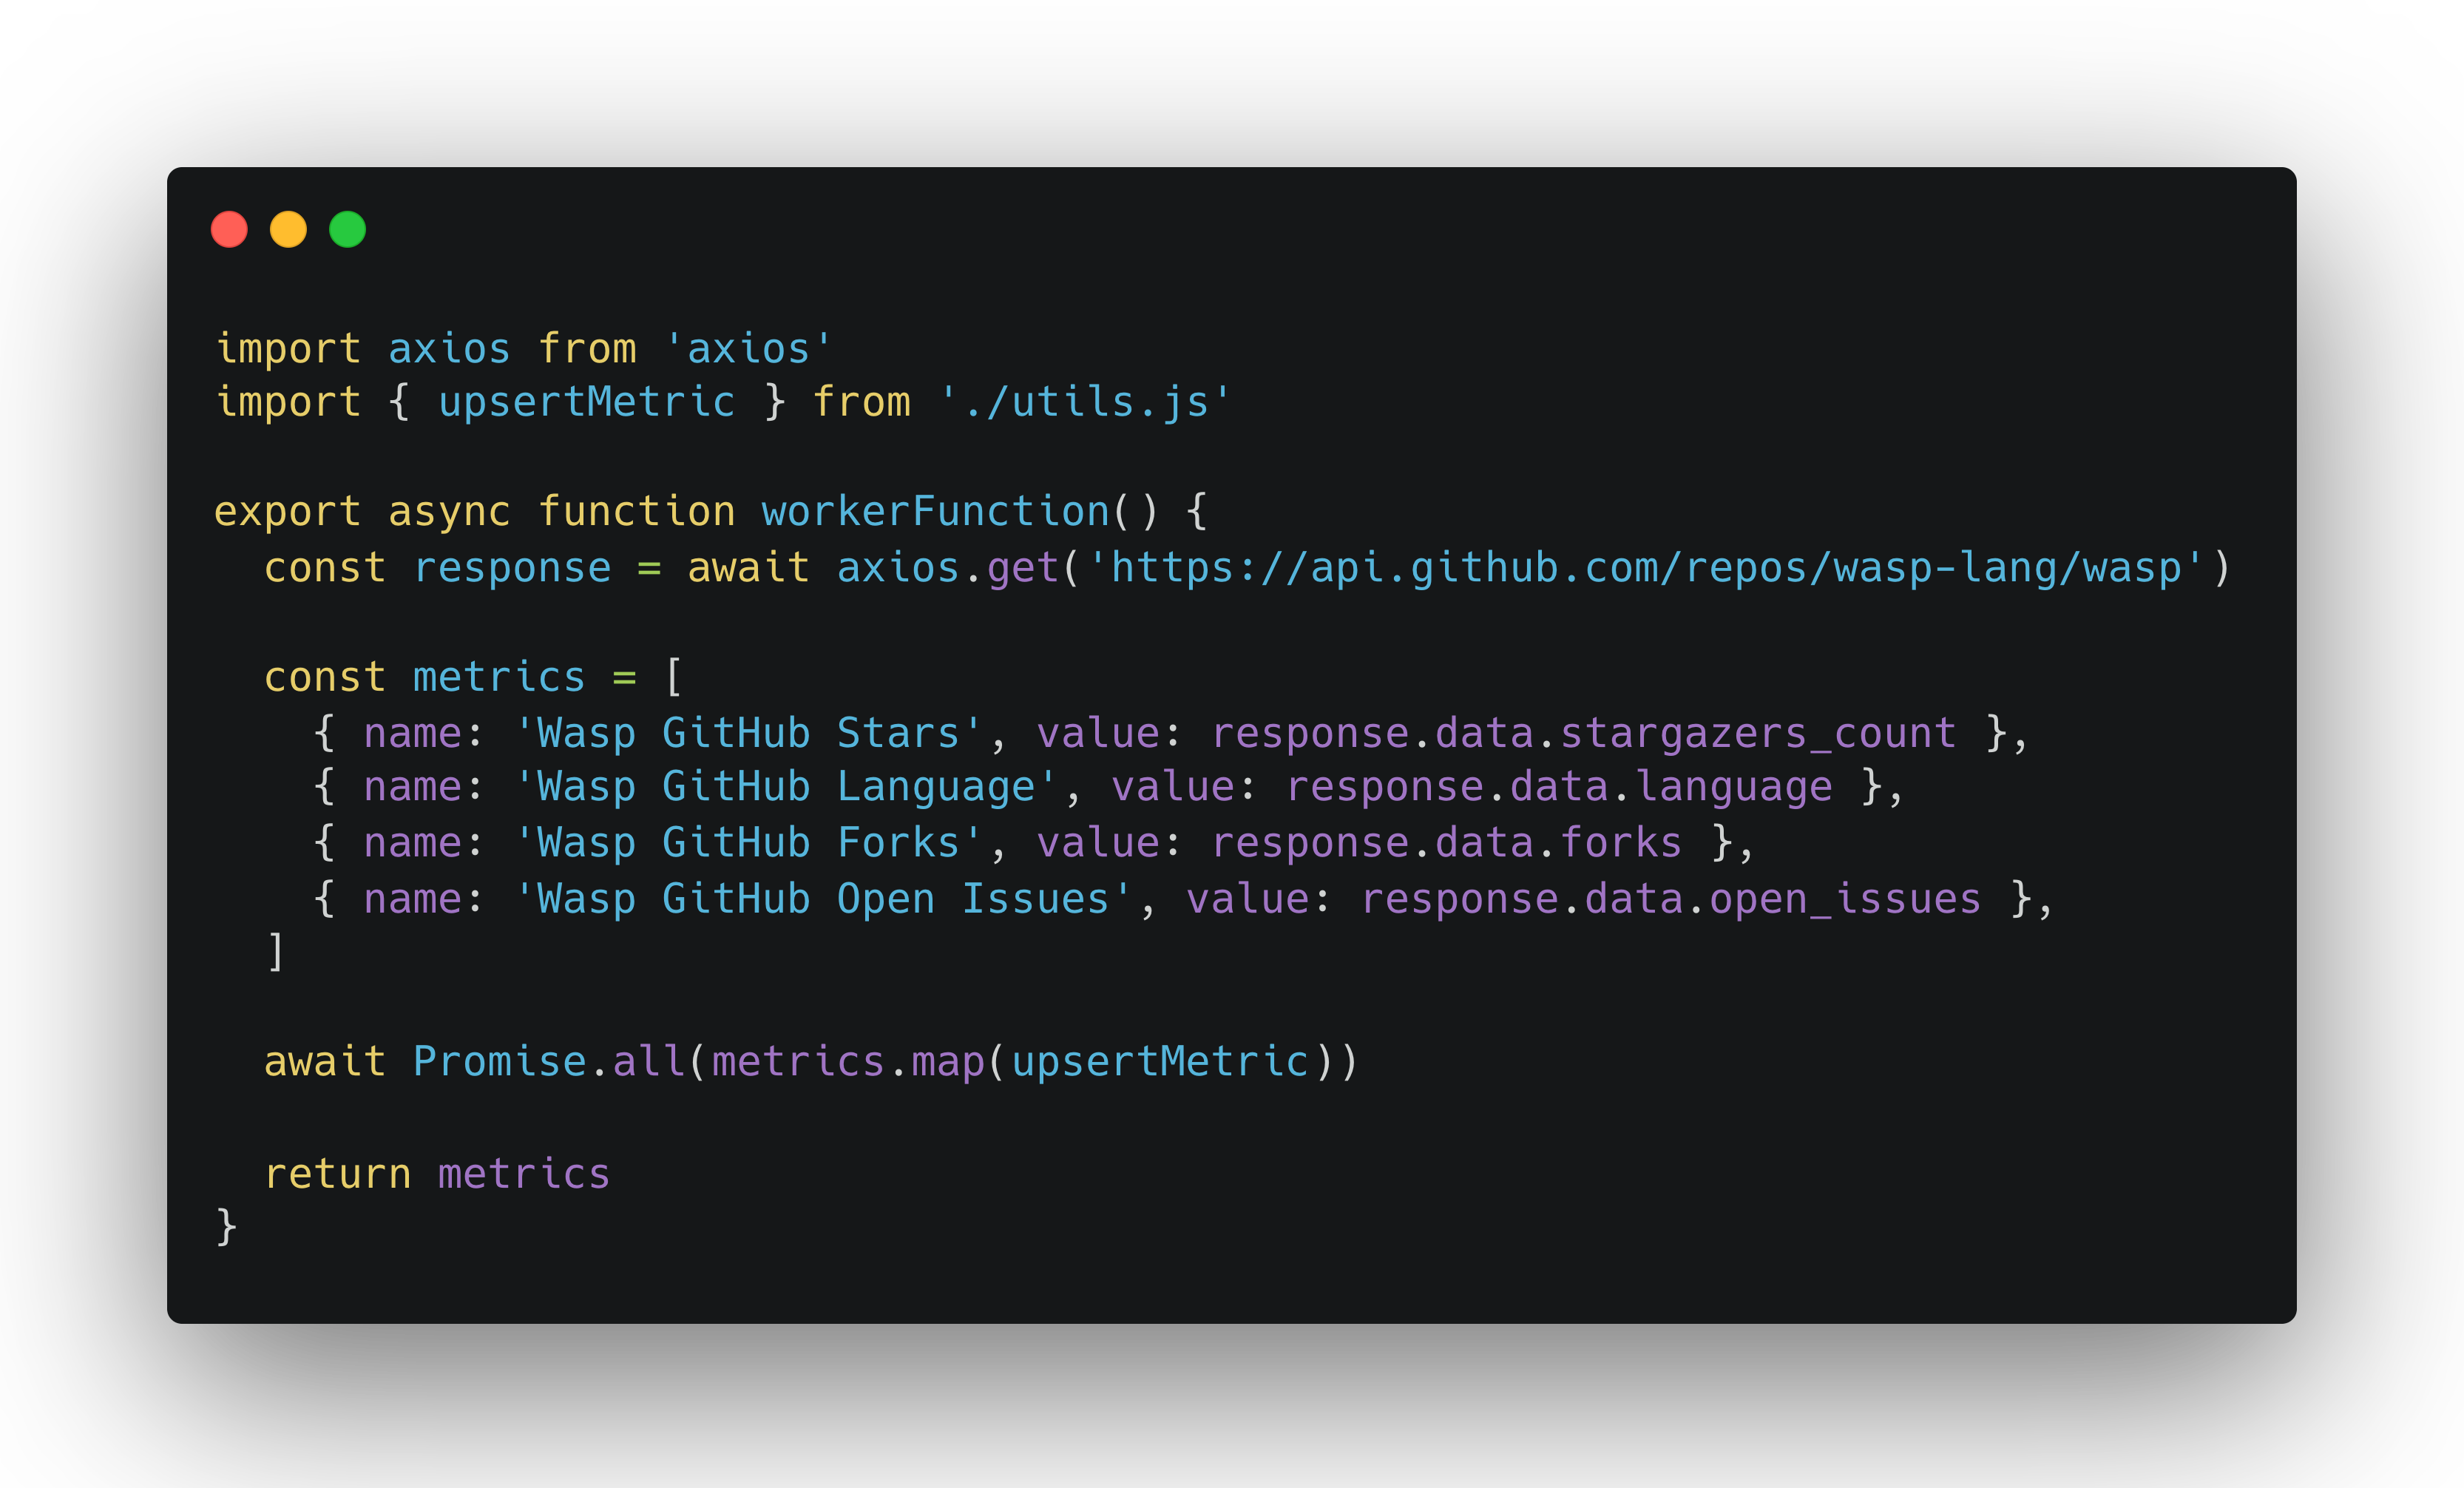 import axios from 'axios'
import { upsertMetric } from './utils.js'
export async function workerFunction() {
  const response = await axios.get('https://api.github.com/repos/wasp-lang/wasp')
  const metrics = [
    { name: 'Wasp GitHub Stars', value: response.data.stargazers_count },
    { name: 'Wasp GitHub Language', value: response.data.language },
    { name: 'Wasp GitHub Forks', value: response.data.forks },
    { name: 'Wasp GitHub Open Issues', value: response.data.open_issues },
  ]
  await Promise.all(metrics.map(upsertMetric))
  return metrics
}